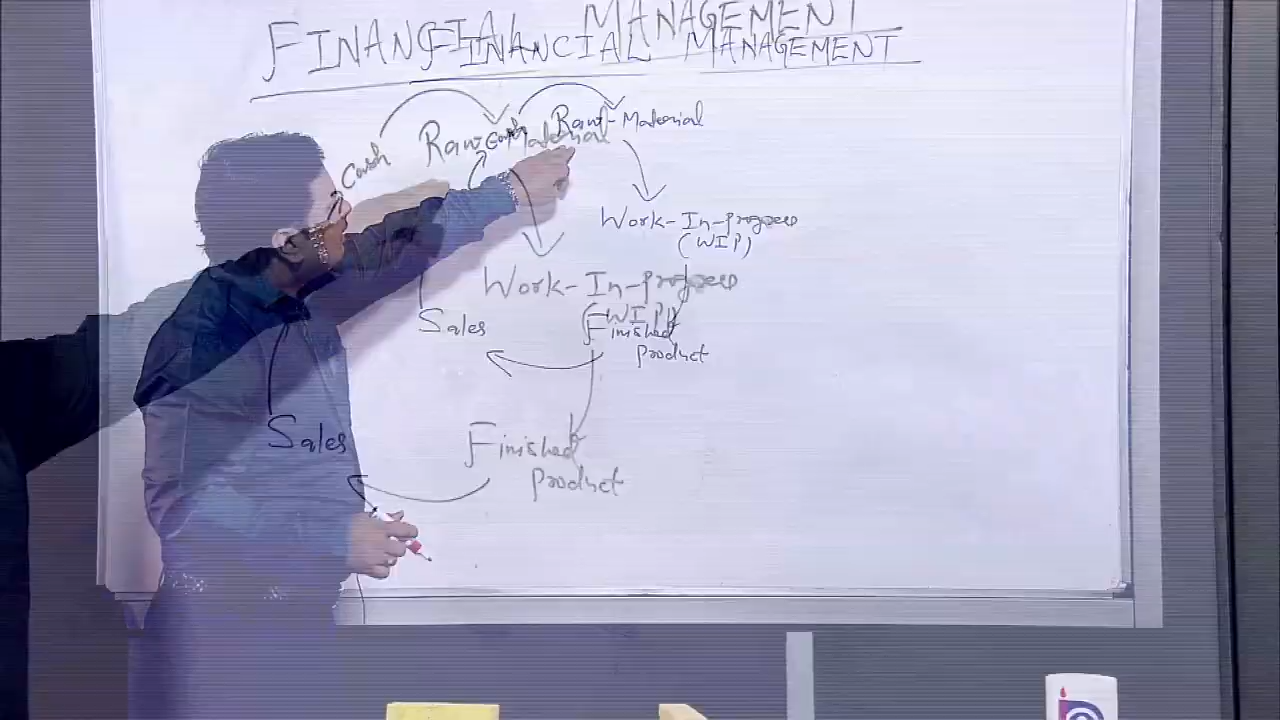 FINANCIAL MANAGEMENT
FINANCIAL MANAGEMENT
Cash
Raw Material
Cash
Raw-Material
Work-In-progress
(WIP)
Work-In-progress
(WIP)
Sales
Finished
product
Sales
Finished
product